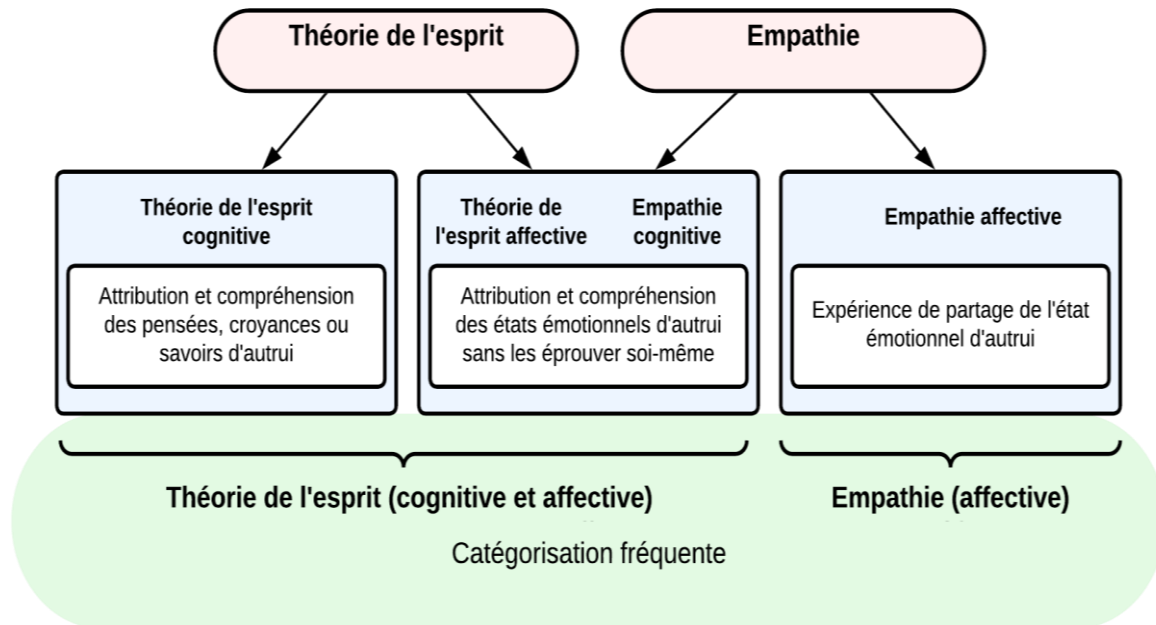 Théorie de l'esprit
Empathie
Théorie de l'esprit
cognitive
Attribution et compréhension
des pensées, croyances ou
savoirs d'autrui
Théorie de
l'esprit affective
Empathie
cognitive
Attribution et compréhension
des états émotionnels d'autrui
sans les éprouver soi-même
Empathie affective
Expérience de partage de l'état
émotionnel d'autrui
Théorie de l'esprit (cognitive et affective)
Empathie (affective)
Catégorisation fréquente